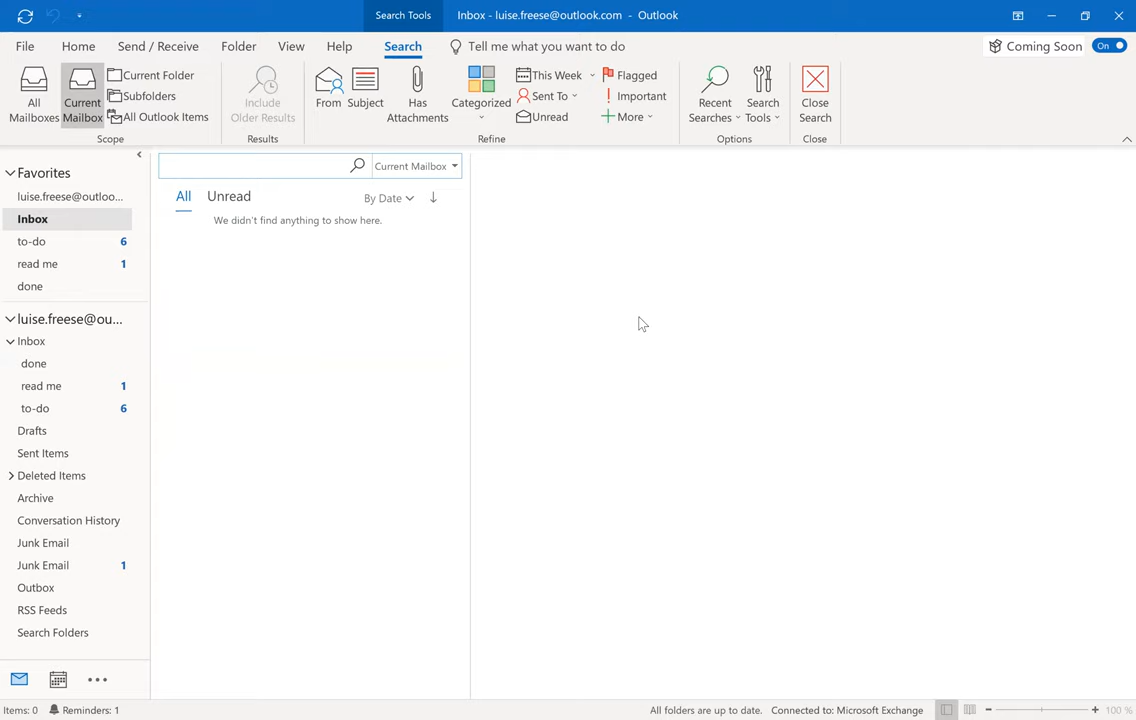 Search Tools
Inbox - luise.freese@outlook.com - Outlook
File Home Send / Receive Folder View Help Search Tell me what you want to do Coming Soon On
All Mailboxes
Current Mailbox
Current Folder
Subfolders
All Outlook Items
Scope
Include Older Results
Results
From
Subject
Has Attachments
Categorized
This Week
Sent To
Unread
Flagged
Important
More
Refine
Recent Searches
Search Tools
Options
Close Search
Close
Favorites
luise.freese@outloo...
Inbox
to-do 6
read me 1
done
luise.freese@ou...
Inbox
done
read me 1
to-do 6
Drafts
Sent Items
Deleted Items
Archive
Conversation History
Junk Email
Junk Email 1
Outbox
RSS Feeds
Search Folders
Current Mailbox
All Unread By Date
We didn't find anything to show here.
Items: 0 Reminders: 1 All folders are up to date. Connected to: Microsoft Exchange 100 %